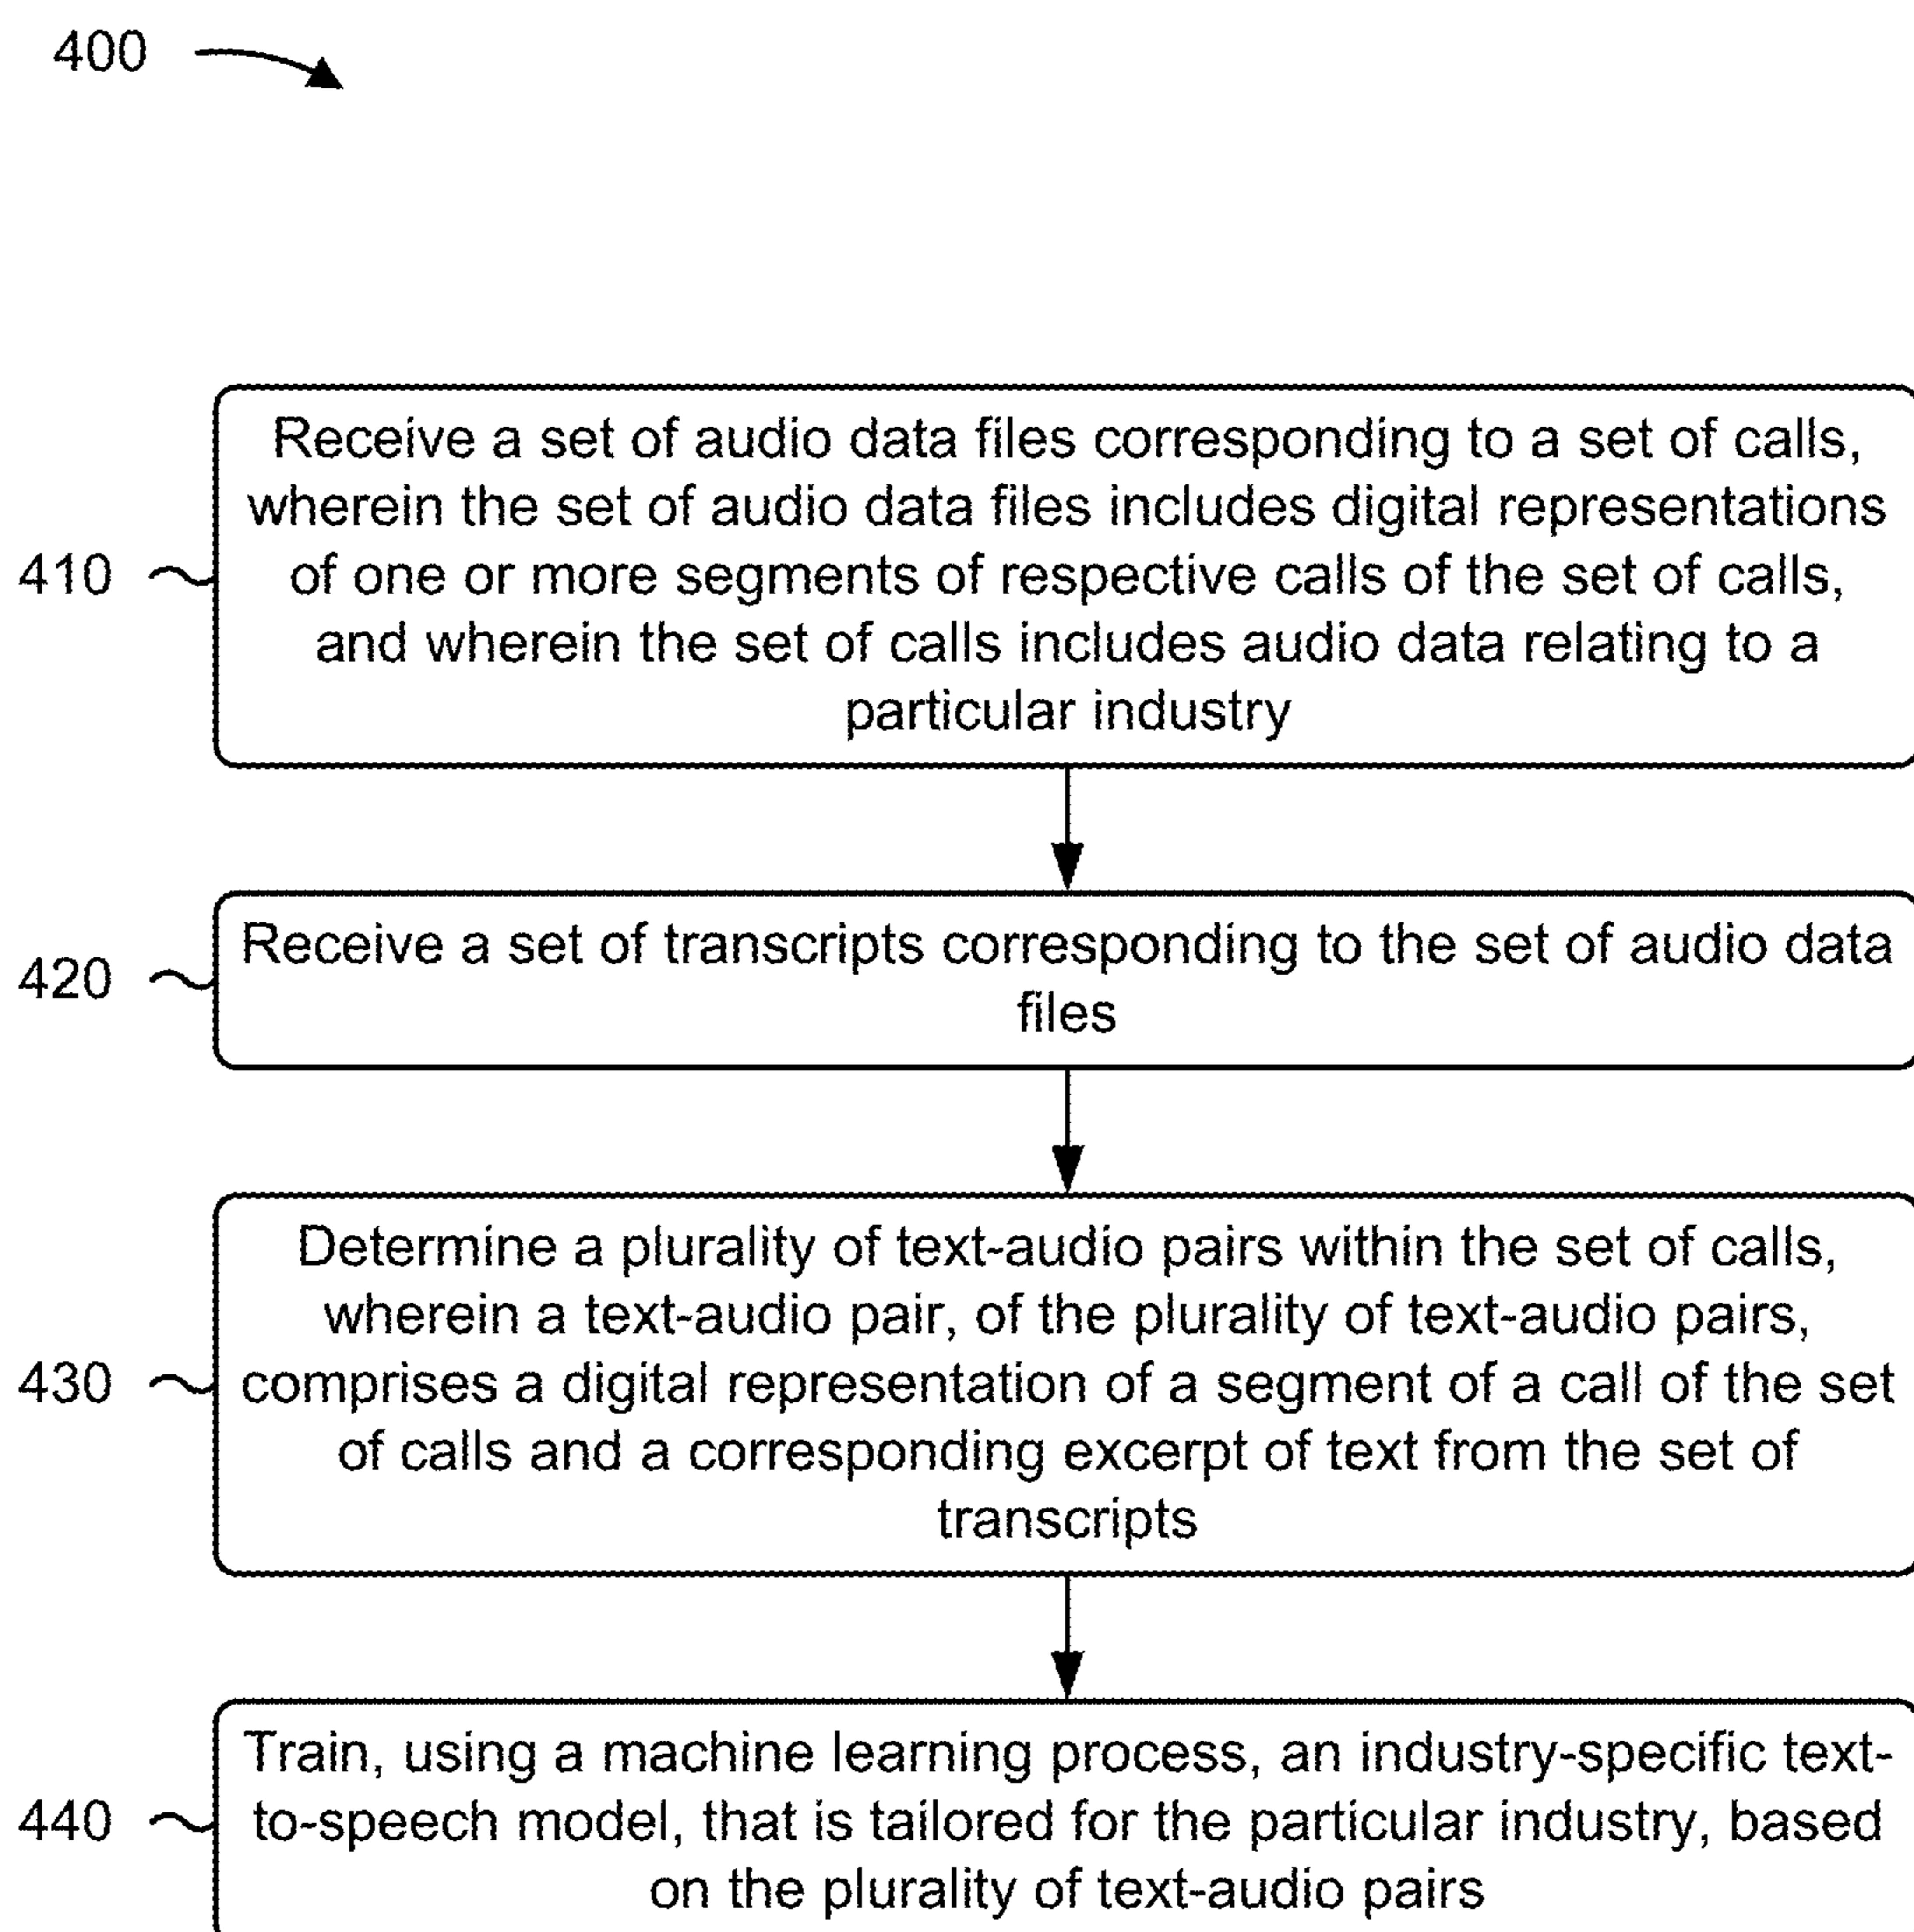 400
Receive a set of audio data files corresponding to a set of calls,
wherein the set of audio data files includes digital representations
410
of one or more segments of respective calls of the set of calls,
and wherein the set of calls includes audio data relating to a
particular industry
Receive a set of transcripts corresponding to the set of audio data
420
files
Determine a plurality of text-audio pairs within the set of calls,
wherein a text-audio pair, of the plurality of text-audio pairs,
430
comprises a digital representation of a segment of a call of the set
of calls and a corresponding excerpt of text from the set of
transcripts
Train, using a machine learning process, an industry-specific text-
440
to-speech model, that is tailored for the particular industry, based
on the plurality of text-audio pairs